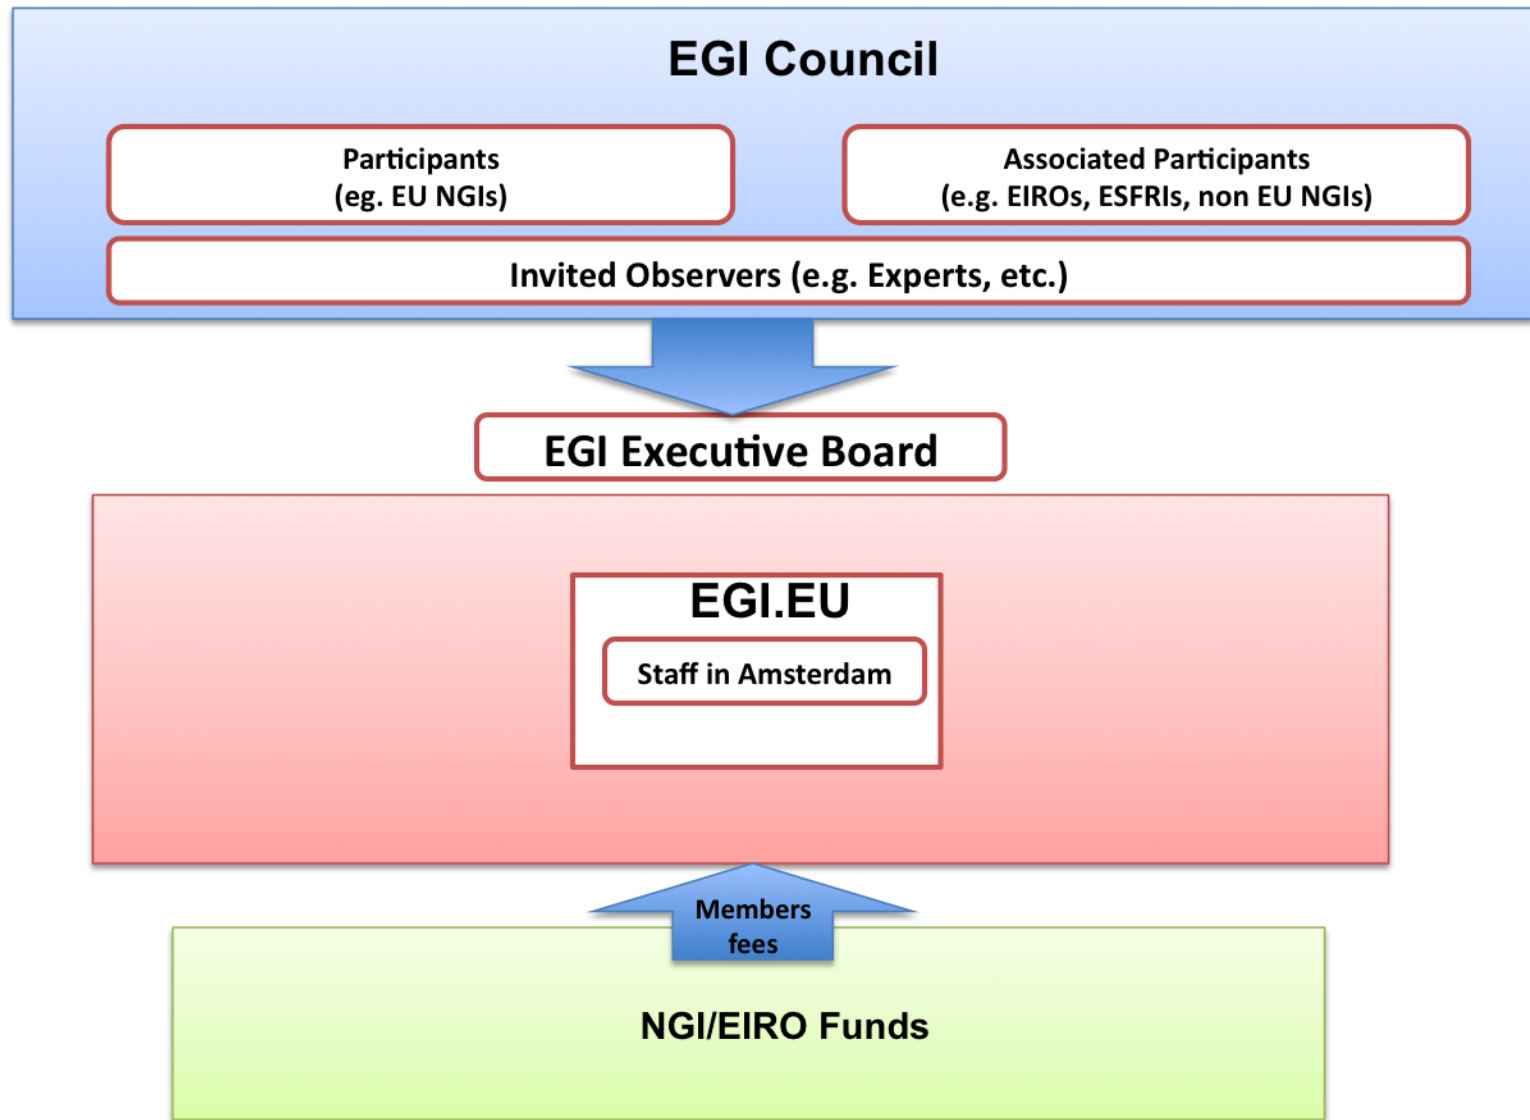 EGI Council
Participants
(eg. EU NGIs)
Associated Participants
(e.g. EIROs, ESFRIs, non EU NGIs)
Invited Observers (e.g. Experts, etc.)
EGI Executive Board
EGI.EU
Staff in Amsterdam
Members
fees
NGI/EIRO Funds